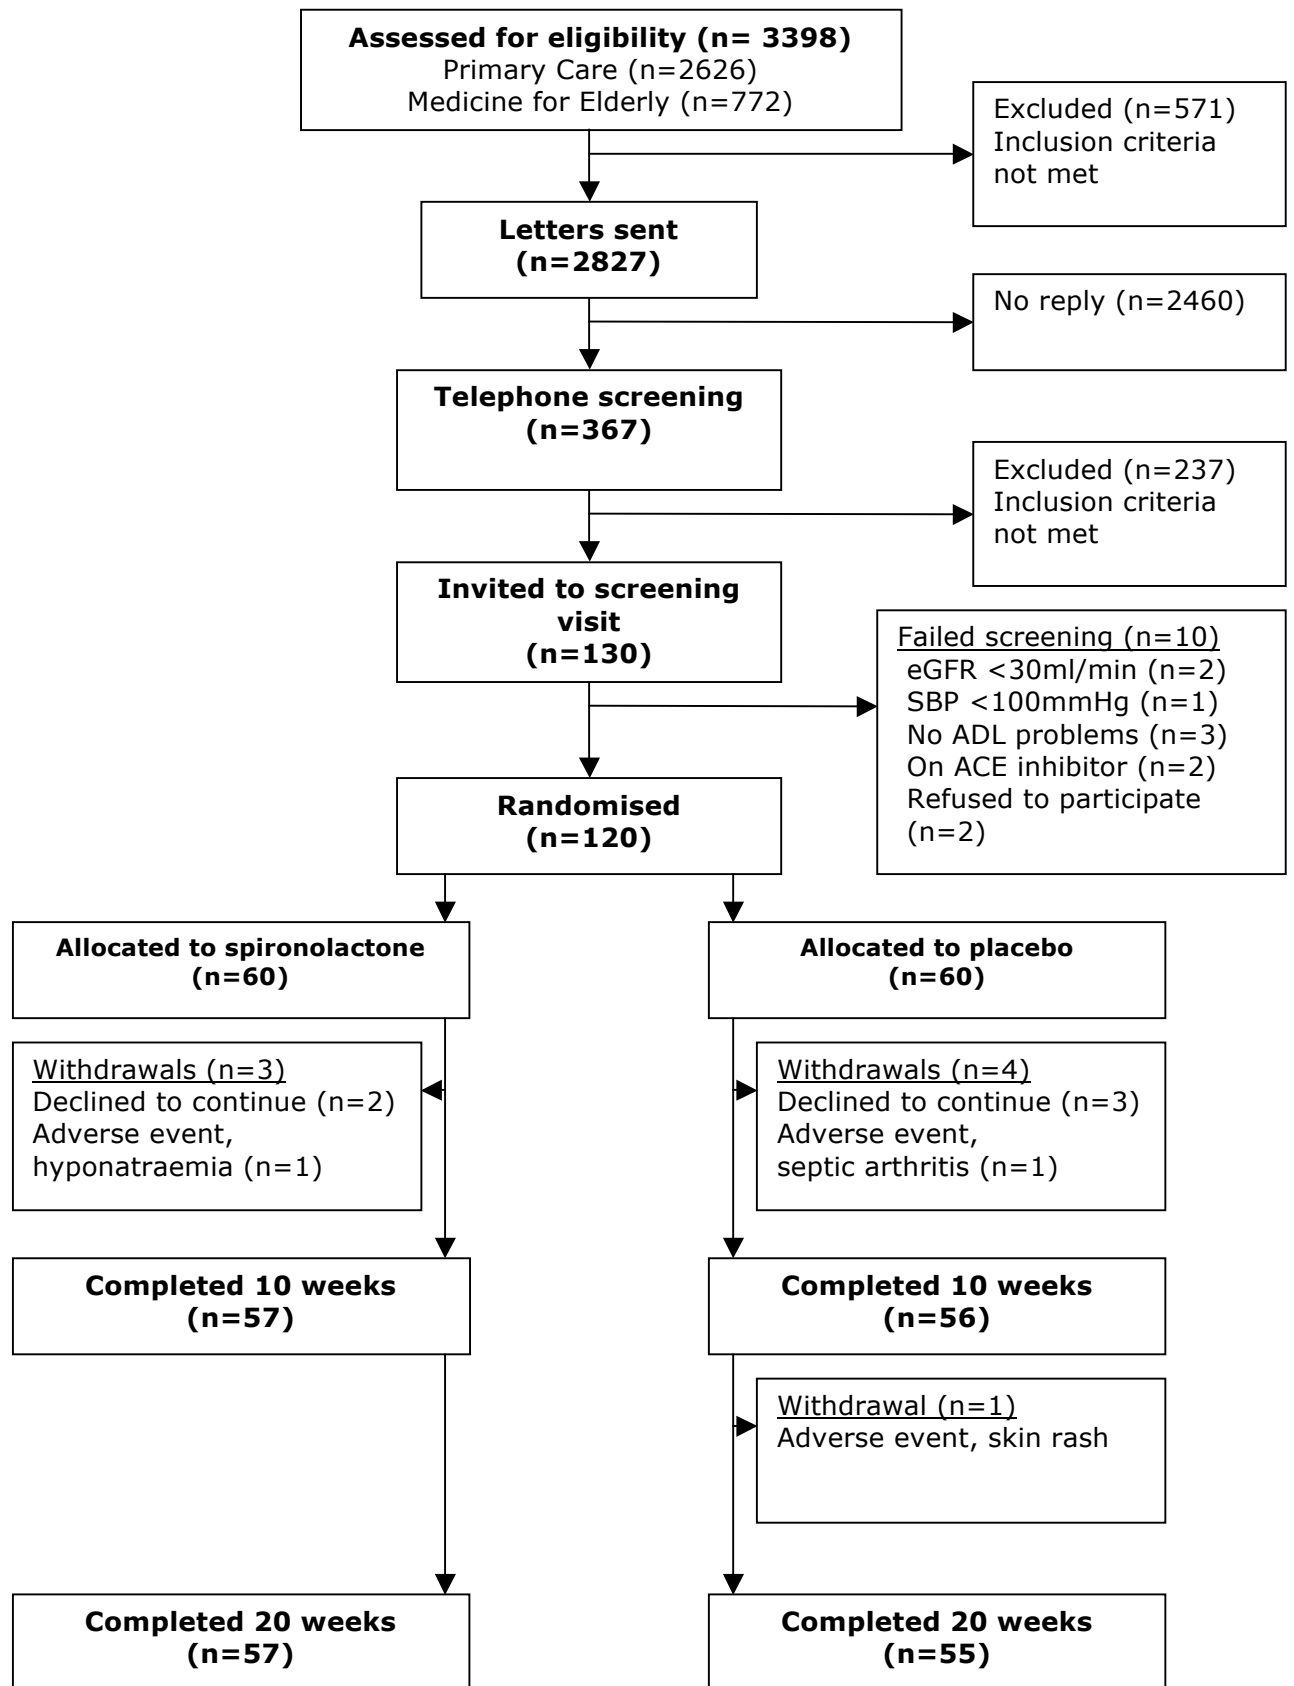 Assessed for eligibility (n= 3398)
Primary Care (n=2626)
Medicine for Elderly (n=772)
Excluded (n=571)
Inclusion criteria
not met
Letters sent
(n=2827)
No reply (n=2460)
Telephone screening
(n=367)
Excluded (n=237)
Inclusion criteria
not met
Invited to screening
visit
(n=130)
Failed screening (n=10)
eGFR <30ml/min (n=2)
SBP <100mmHg (n=1)
No ADL problems (n=3)
On ACE inhibitor (n=2)
Refused to participate
(n=2)
Randomised
(n=120)
Allocated to spironolactone
(n=60)
Allocated to placebo
(n=60)
Withdrawals (n=3)
Declined to continue (n=2)
Adverse event,
hyponatraemia (n=1)
Withdrawals (n=4)
Declined to continue (n=3)
Adverse event,
septic arthritis (n=1)
Completed 10 weeks
(n=57)
Completed 10 weeks
(n=56)
Withdrawal (n=1)
Adverse event, skin rash
Completed 20 weeks
(n=57)
Completed 20 weeks
(n=55)